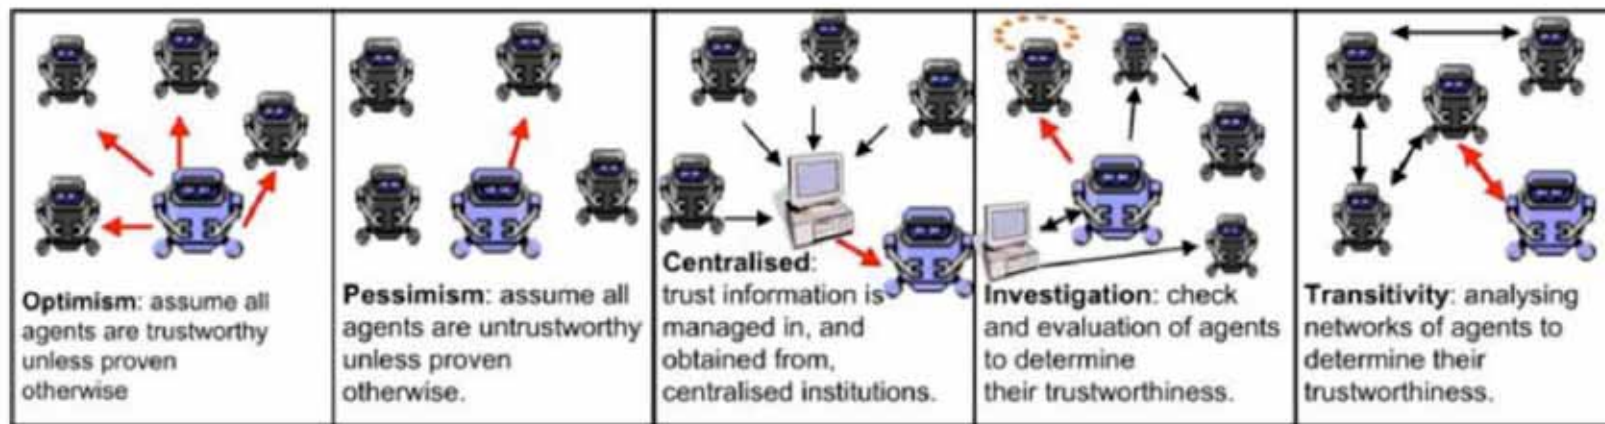 Optimism: assume all
agents are trustworthy
unless proven
otherwise
Pessimism: assume all
agents are untrustworthy
unless proven
otherwise.
Centralised:
trust information is
managed in, and
obtained from,
centralised institutions.
Investigation: check
and evaluation of agents
to determine
their trustworthiness.
Transitivity: analysing
networks of agents to
determine their
trustworthiness.